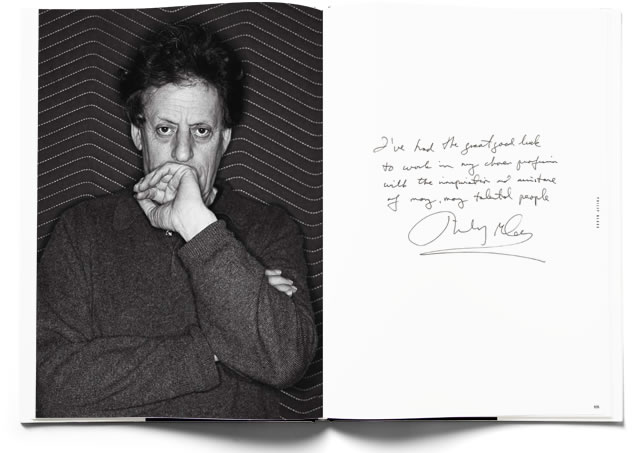 I've had the great good luck
to work in my chosen profession
with the inspiration and assistance
of many, many talented people
Philip Glass
PHILIP GLASS